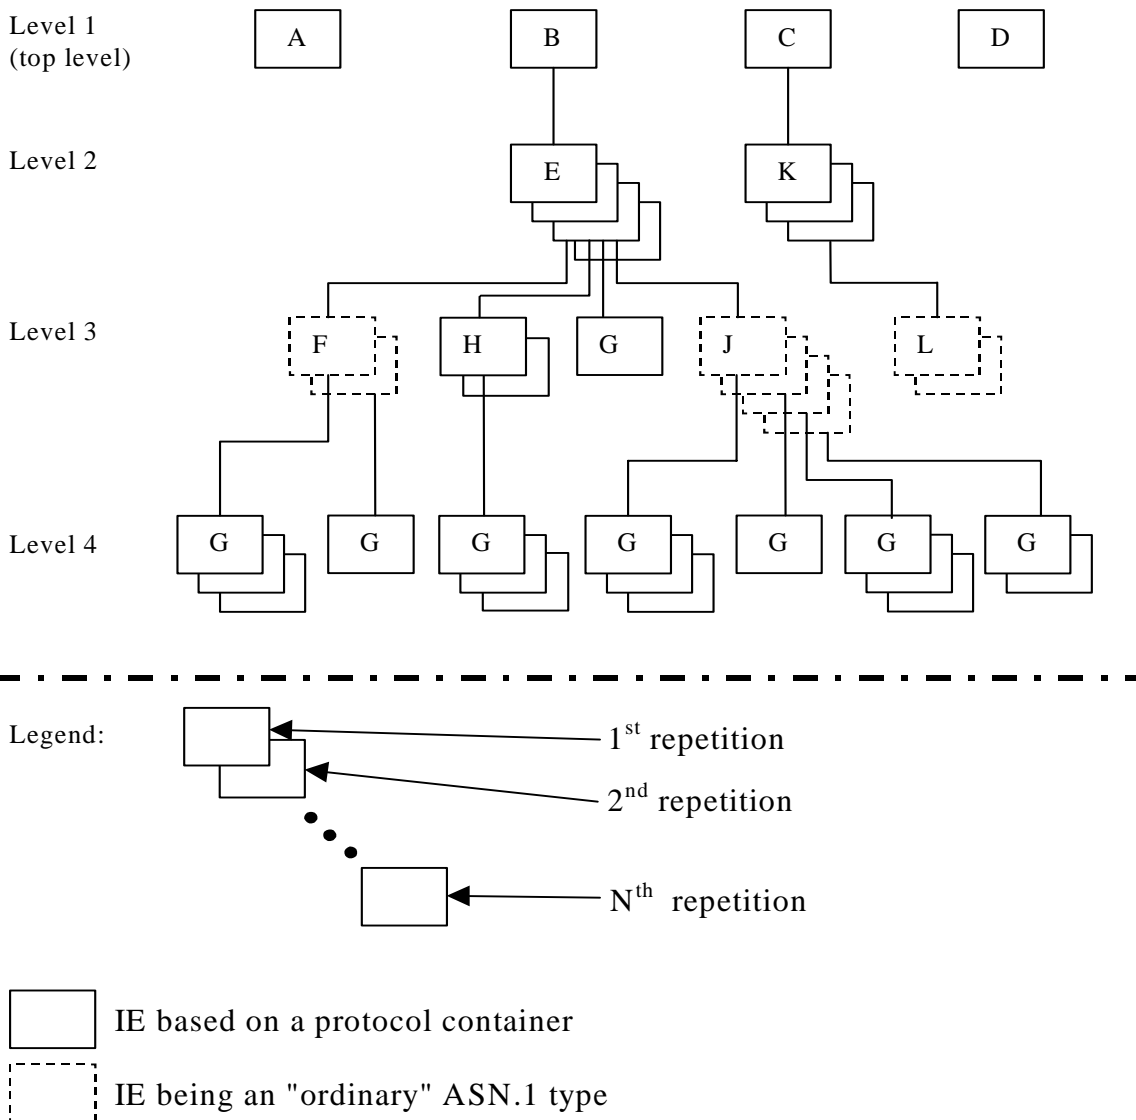 Level 1
(top level)
A B C D
Level 2
E K
Level 3
F H G J L
Level 4
G G G G G G G
Legend:
1st repetition
2nd repetition
Nth repetition
IE based on a protocol container
IE being an "ordinary" ASN.1 type